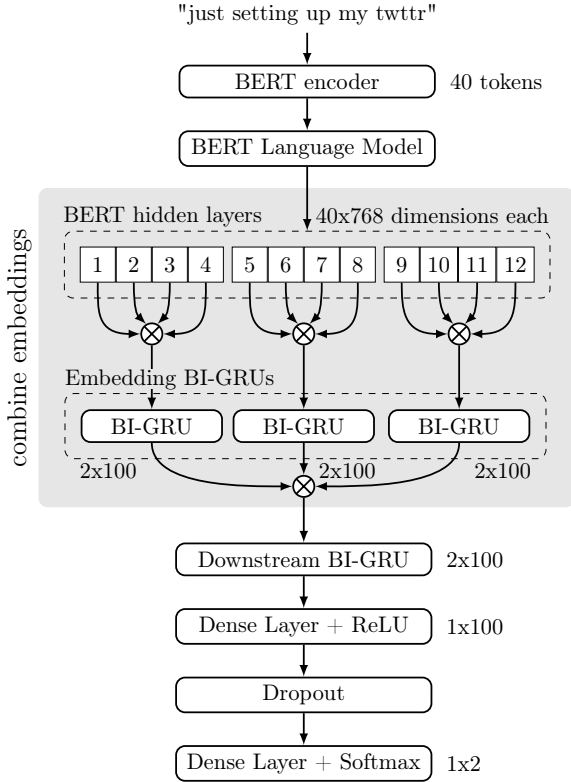 "just setting up my twttr"
BERT encoder 40 tokens
BERT Language Model
combine embeddings
BERT hidden layers 40x768 dimensions each
1 2 3 4 5 6 7 8 9 10 11 12
Embedding BI-GRUs
BI-GRU BI-GRU BI-GRU
2x100 2x100 2x100
Downstream BI-GRU 2x100
Dense Layer + ReLU 1x100
Dropout
Dense Layer + Softmax 1x2